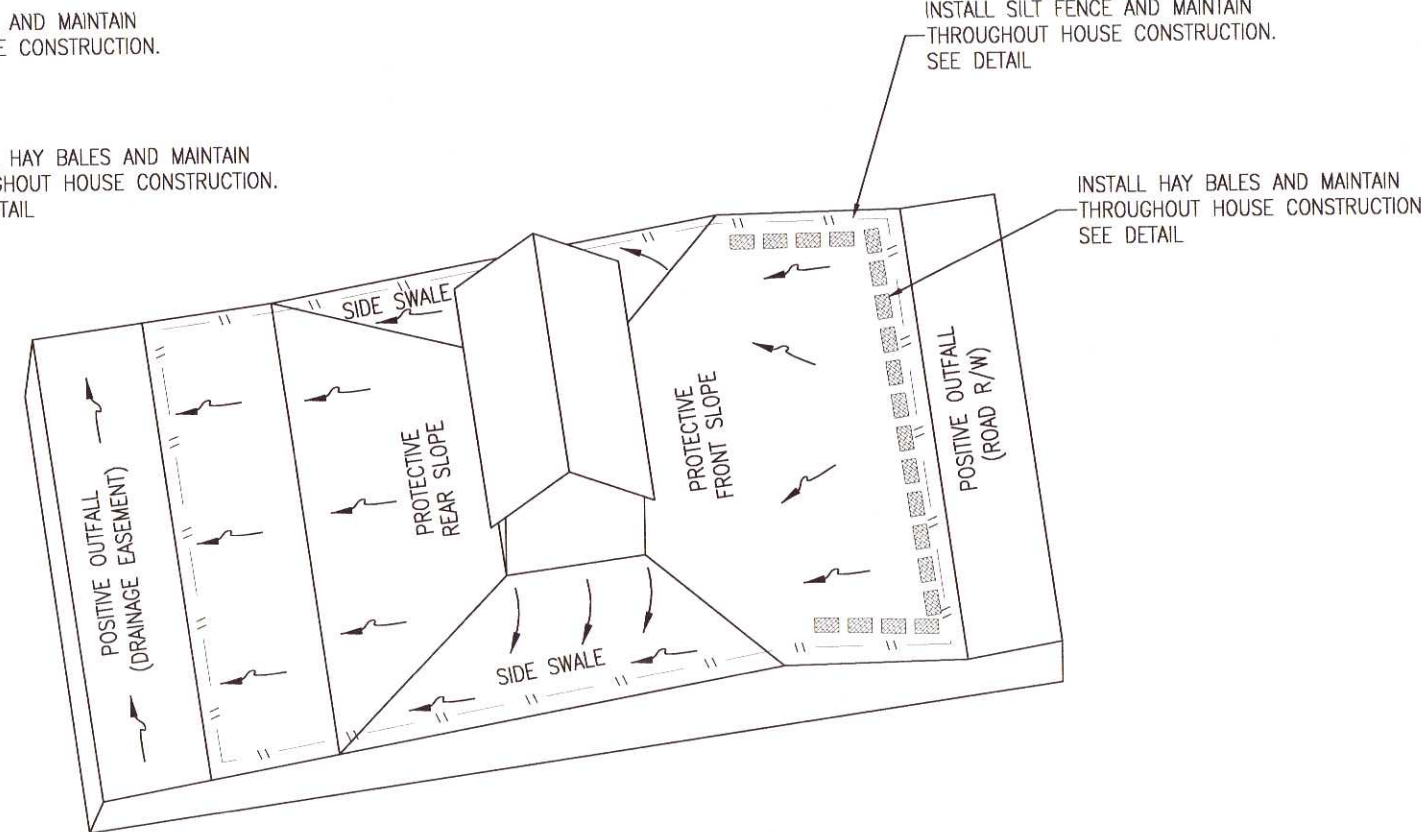 AND MAINTAIN
CONSTRUCTION.
HAY BALES AND MAINTAIN
HOUSE CONSTRUCTION.
INSTALL SILT FENCE AND MAINTAIN
THROUGHOUT HOUSE CONSTRUCTION.
SEE DETAIL
INSTALL HAY BALES AND MAINTAIN
THROUGHOUT HOUSE CONSTRUCTION
SEE DETAIL
SIDE SWALE
POSITIVE OUTFALL
(DRAINAGE EASEMENT)
PROTECTIVE
REAR SLOPE
PROTECTIVE
FRONT SLOPE
POSITIVE OUTFALL
(ROAD R/W)
SIDE SWALE